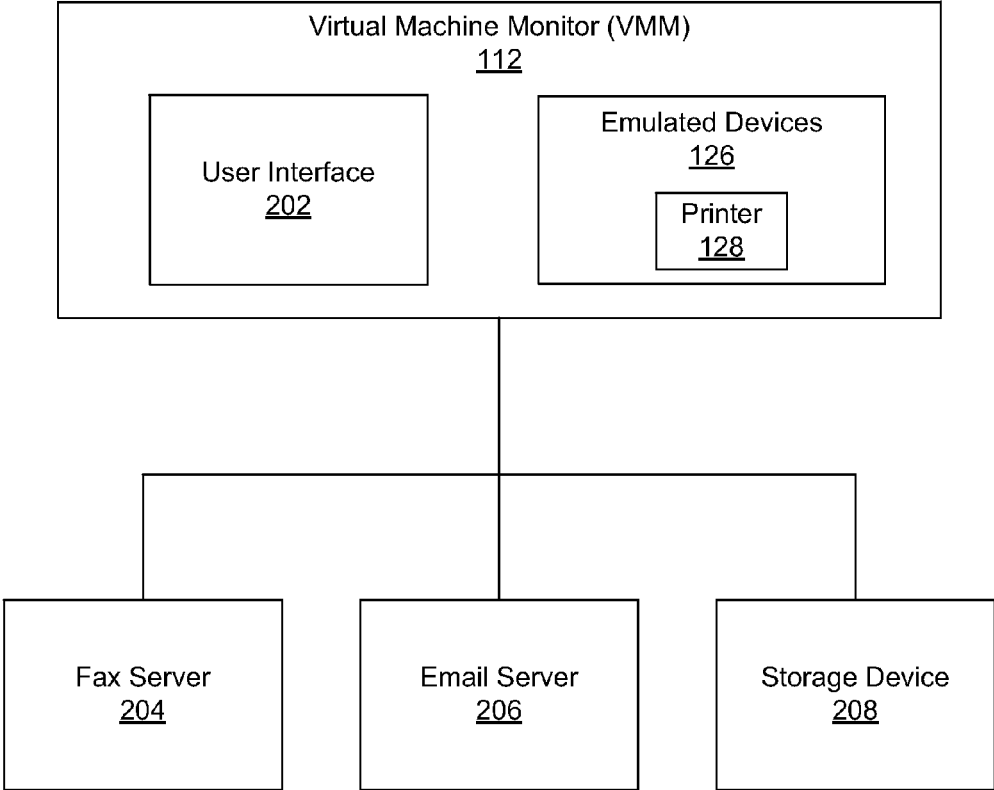 Virtual Machine Monitor (VMM)
112
User Interface
202
Emulated Devices
126
Printer
128
Fax Server
204
Email Server
206
Storage Device
208